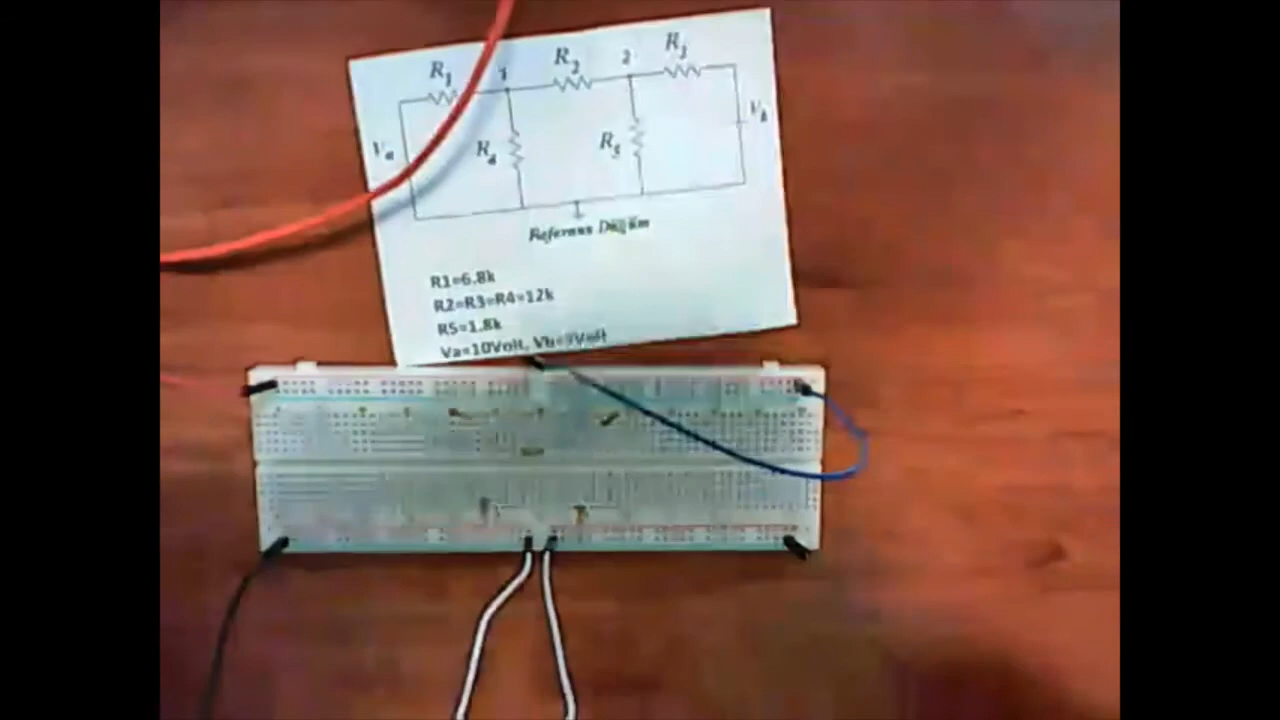 R1 1 R2 2 R3
Va R4 R5 Vb
R1=6.8k
R2=R3=R4=12k
R5=1.8k
Va=10Volt, Vb=